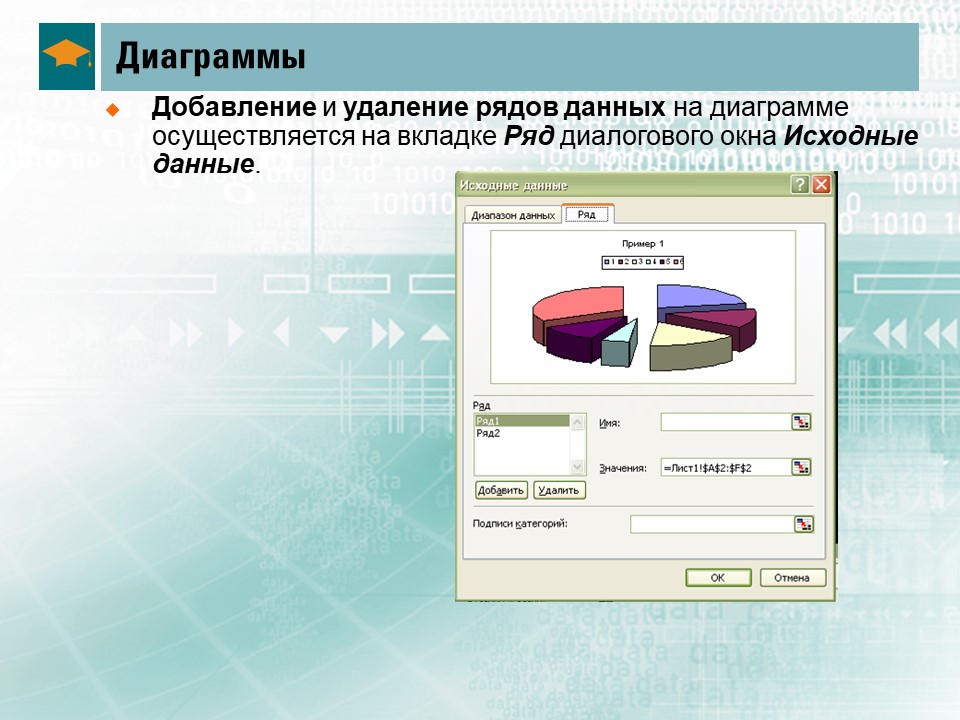 Диаграммы
Добавление и удаление рядов данных на диаграмме
осуществляется на вкладке Ряд диалогового окна Исходные
данные.
Исходные данные
Диапазон данных Ряд
Пример 1
1 2 3 4 5 6
Ряд
Ряд1
Ряд2
Имя:
Значения: =Лист1!$A$2:$F$2
Добавить Удалить
Подписи категорий:
ОК Отмена